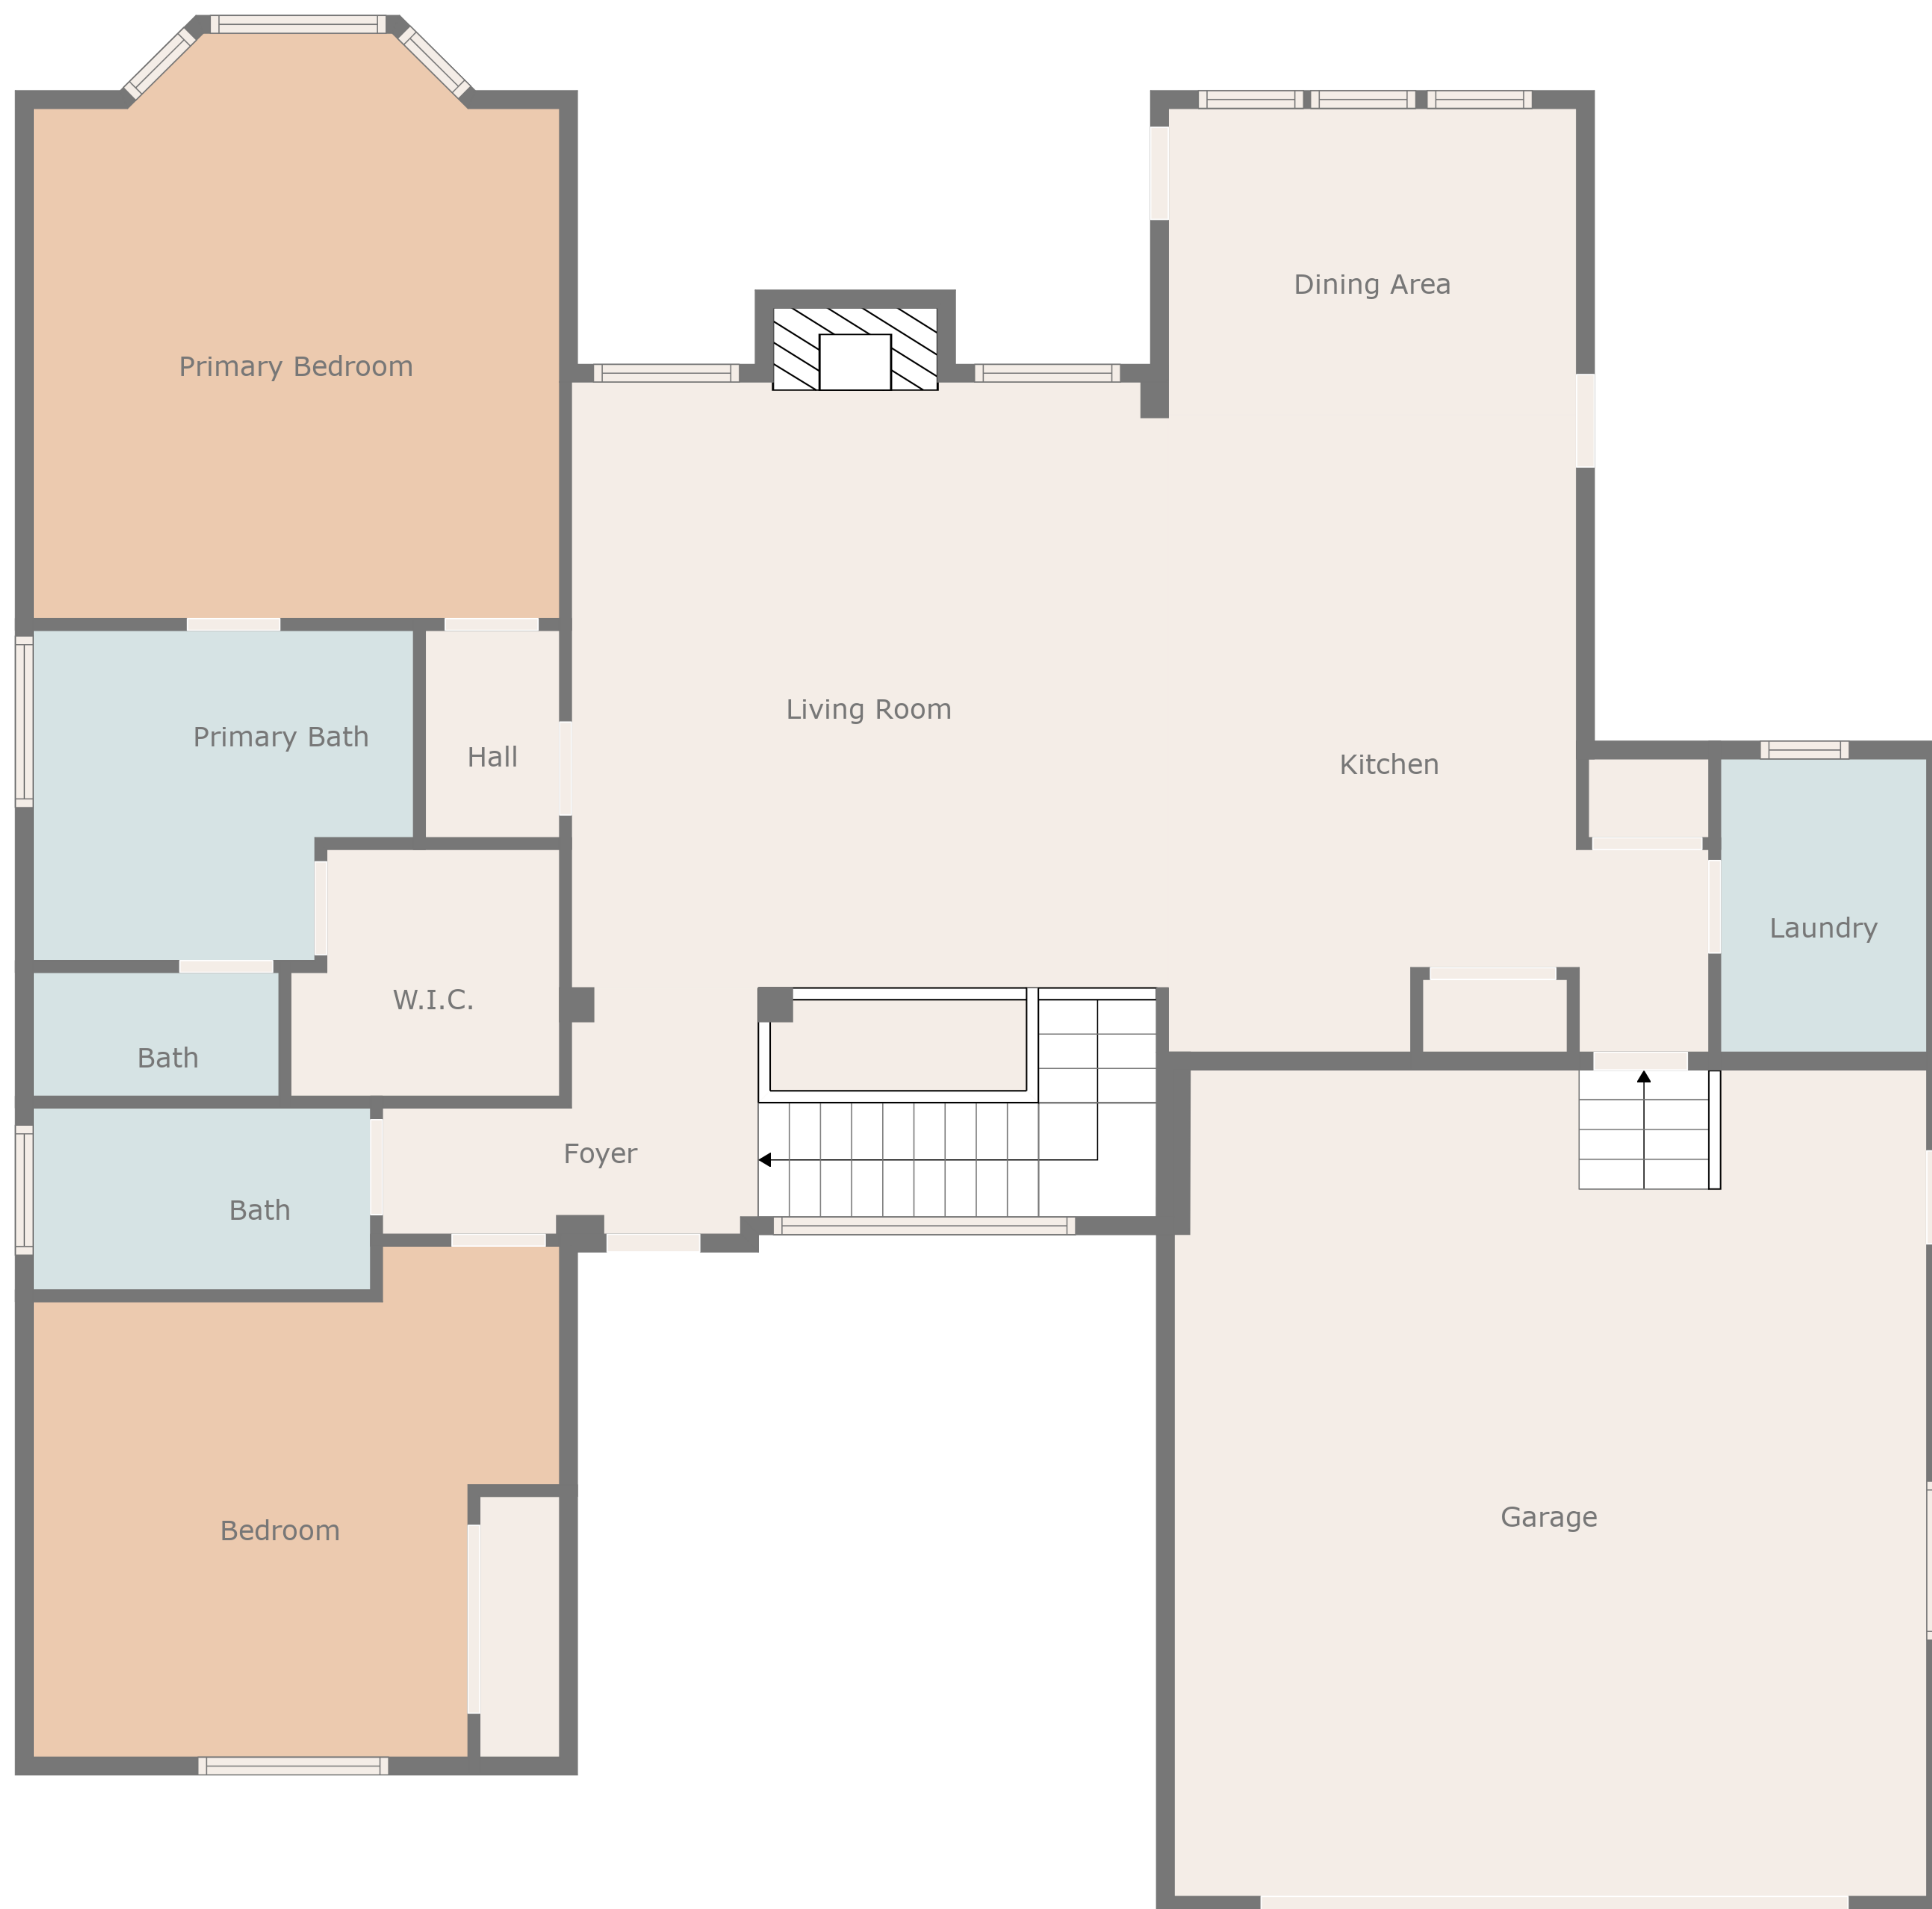 Dining Area
Primary Bedroom
Living Room
Primary Bath
Hall
Kitchen
Laundry
W.I.C.
Bath
Foyer
Bath
Garage
Bedroom